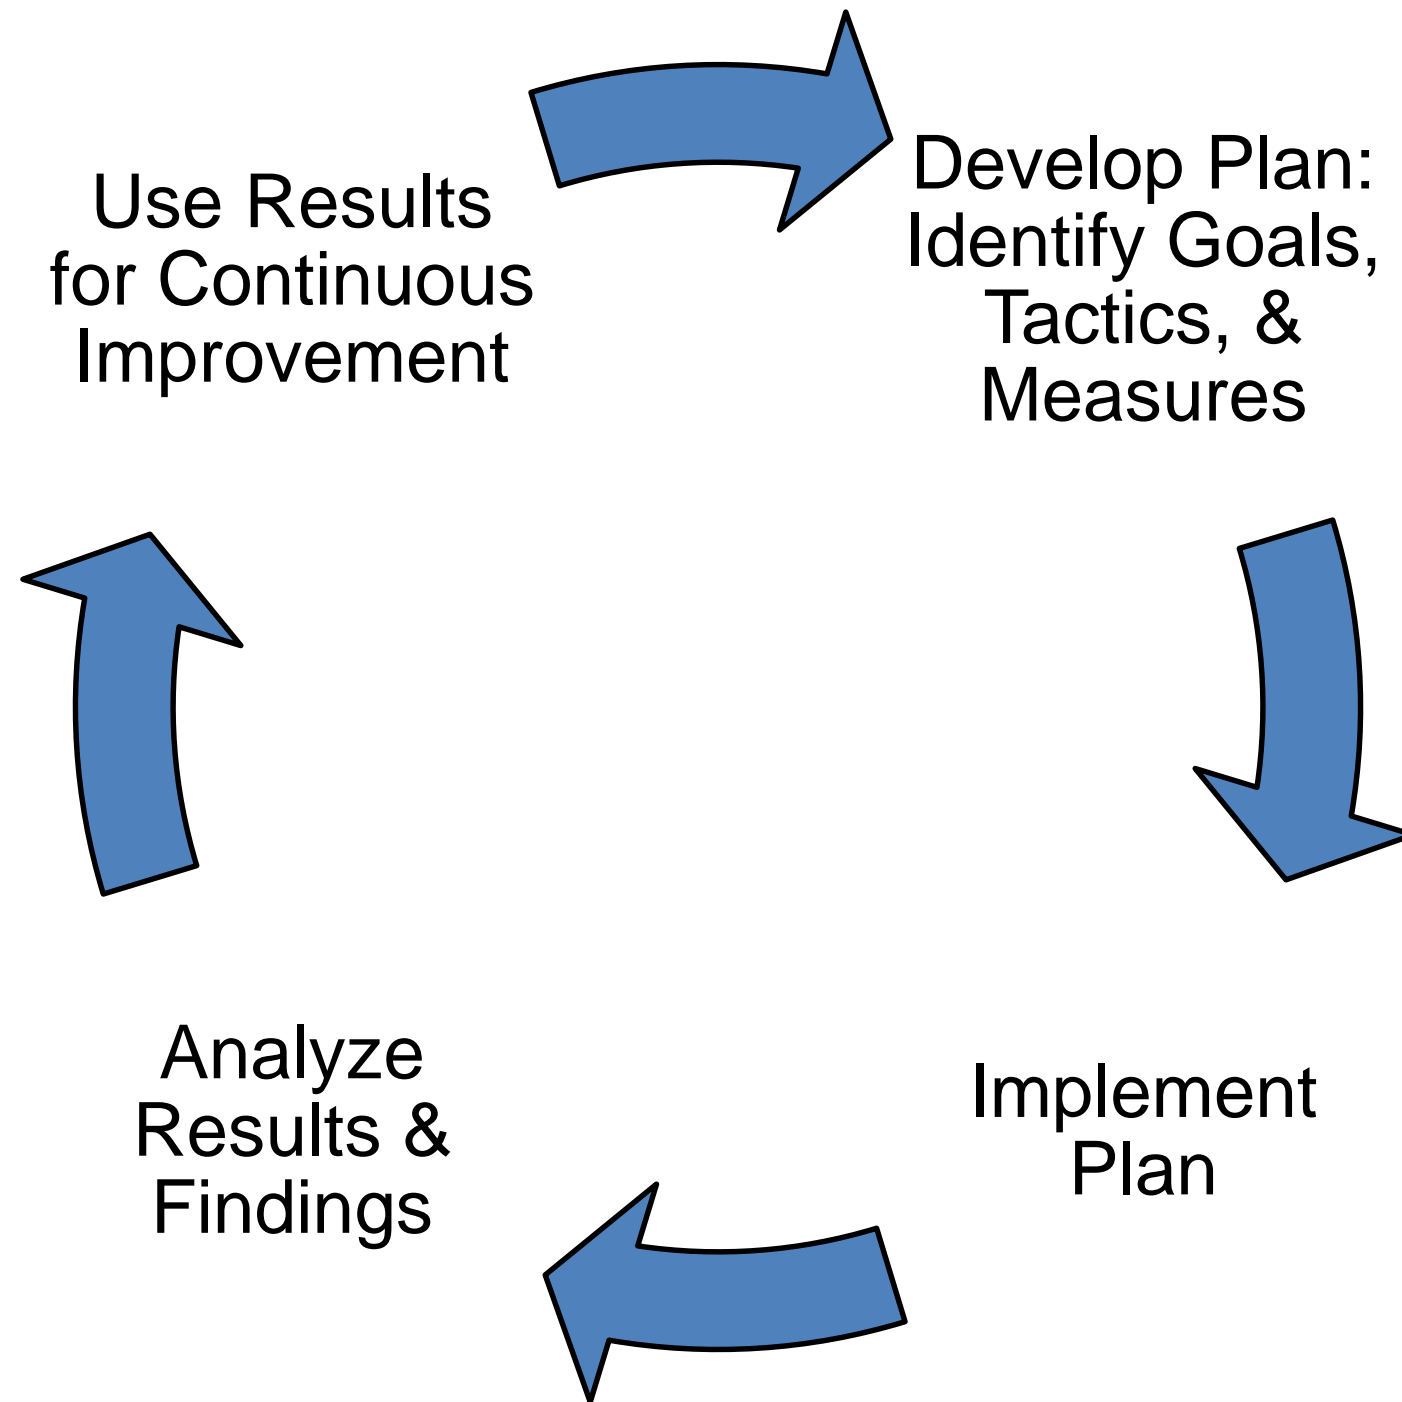 Use Results
for Continuous
Improvement
Develop Plan:
Identify Goals,
Tactics, &
Measures
Implement
Plan
Analyze
Results &
Findings